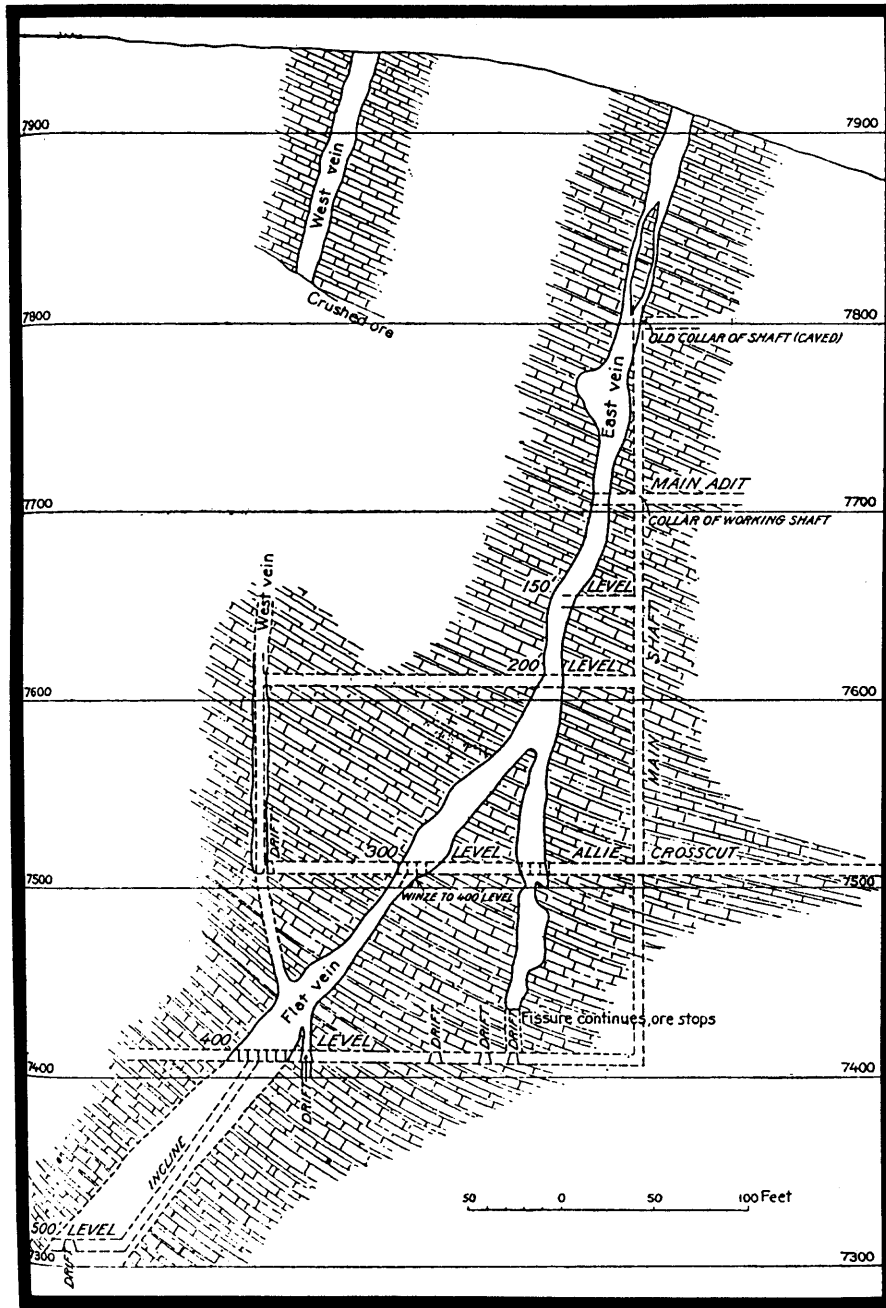 7900 7900
West vein
Crushed ore
7800 7800
OLD COLLAR OF SHAFT (CAVED)
East vein
MAIN ADIT
7700 7700
COLLAR OF WORKING SHAFT
West vein
150' LEVEL
SHAFT
200' LEVEL
7600 7600
MAIN
DRIFT
300' LEVEL ALLIE CROSSCUT
7500 7500
WINZE TO 400 LEVEL
Flat vein
Fissure continues, ore stops
DRIFT DRIFT DRIFT
400' LEVEL
7400 7400
DRIFT
INCLINE
50 0 50 100 Feet
500' LEVEL
7300 7300
DRIFT